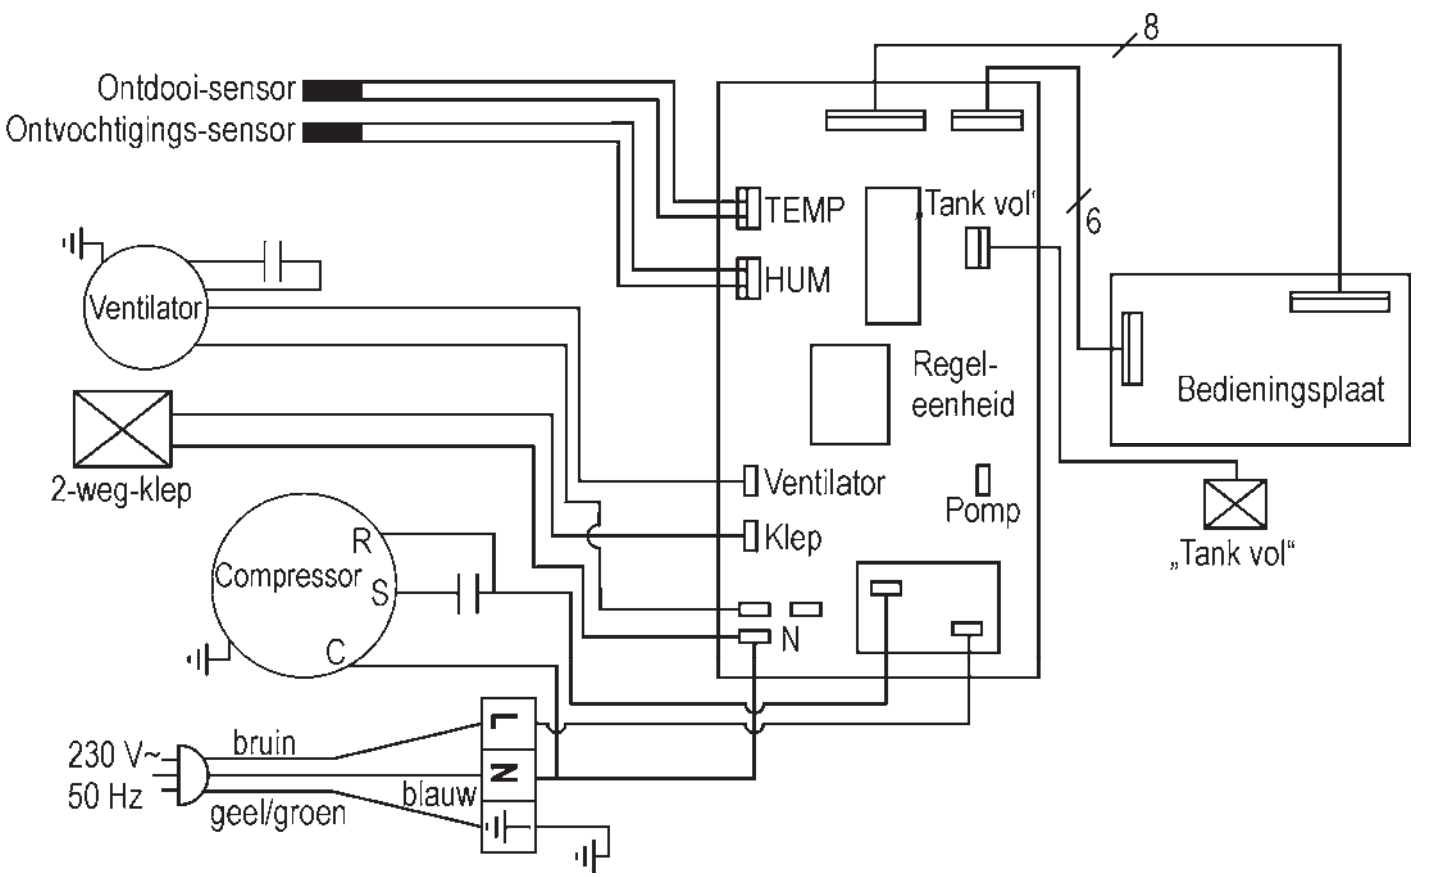 8
Ontdooi-sensor
Ontvochtigings-sensor
TEMP
„Tank vol“
6
HUM
Ventilator
Regel-
eenheid
Bedieningsplaat
2-weg-klep
Ventilator
Pomp
Klep
R
Compressor
S
„Tank vol“
N
C
L
bruin
230 V~
N
blauw
50 Hz
geel/groen